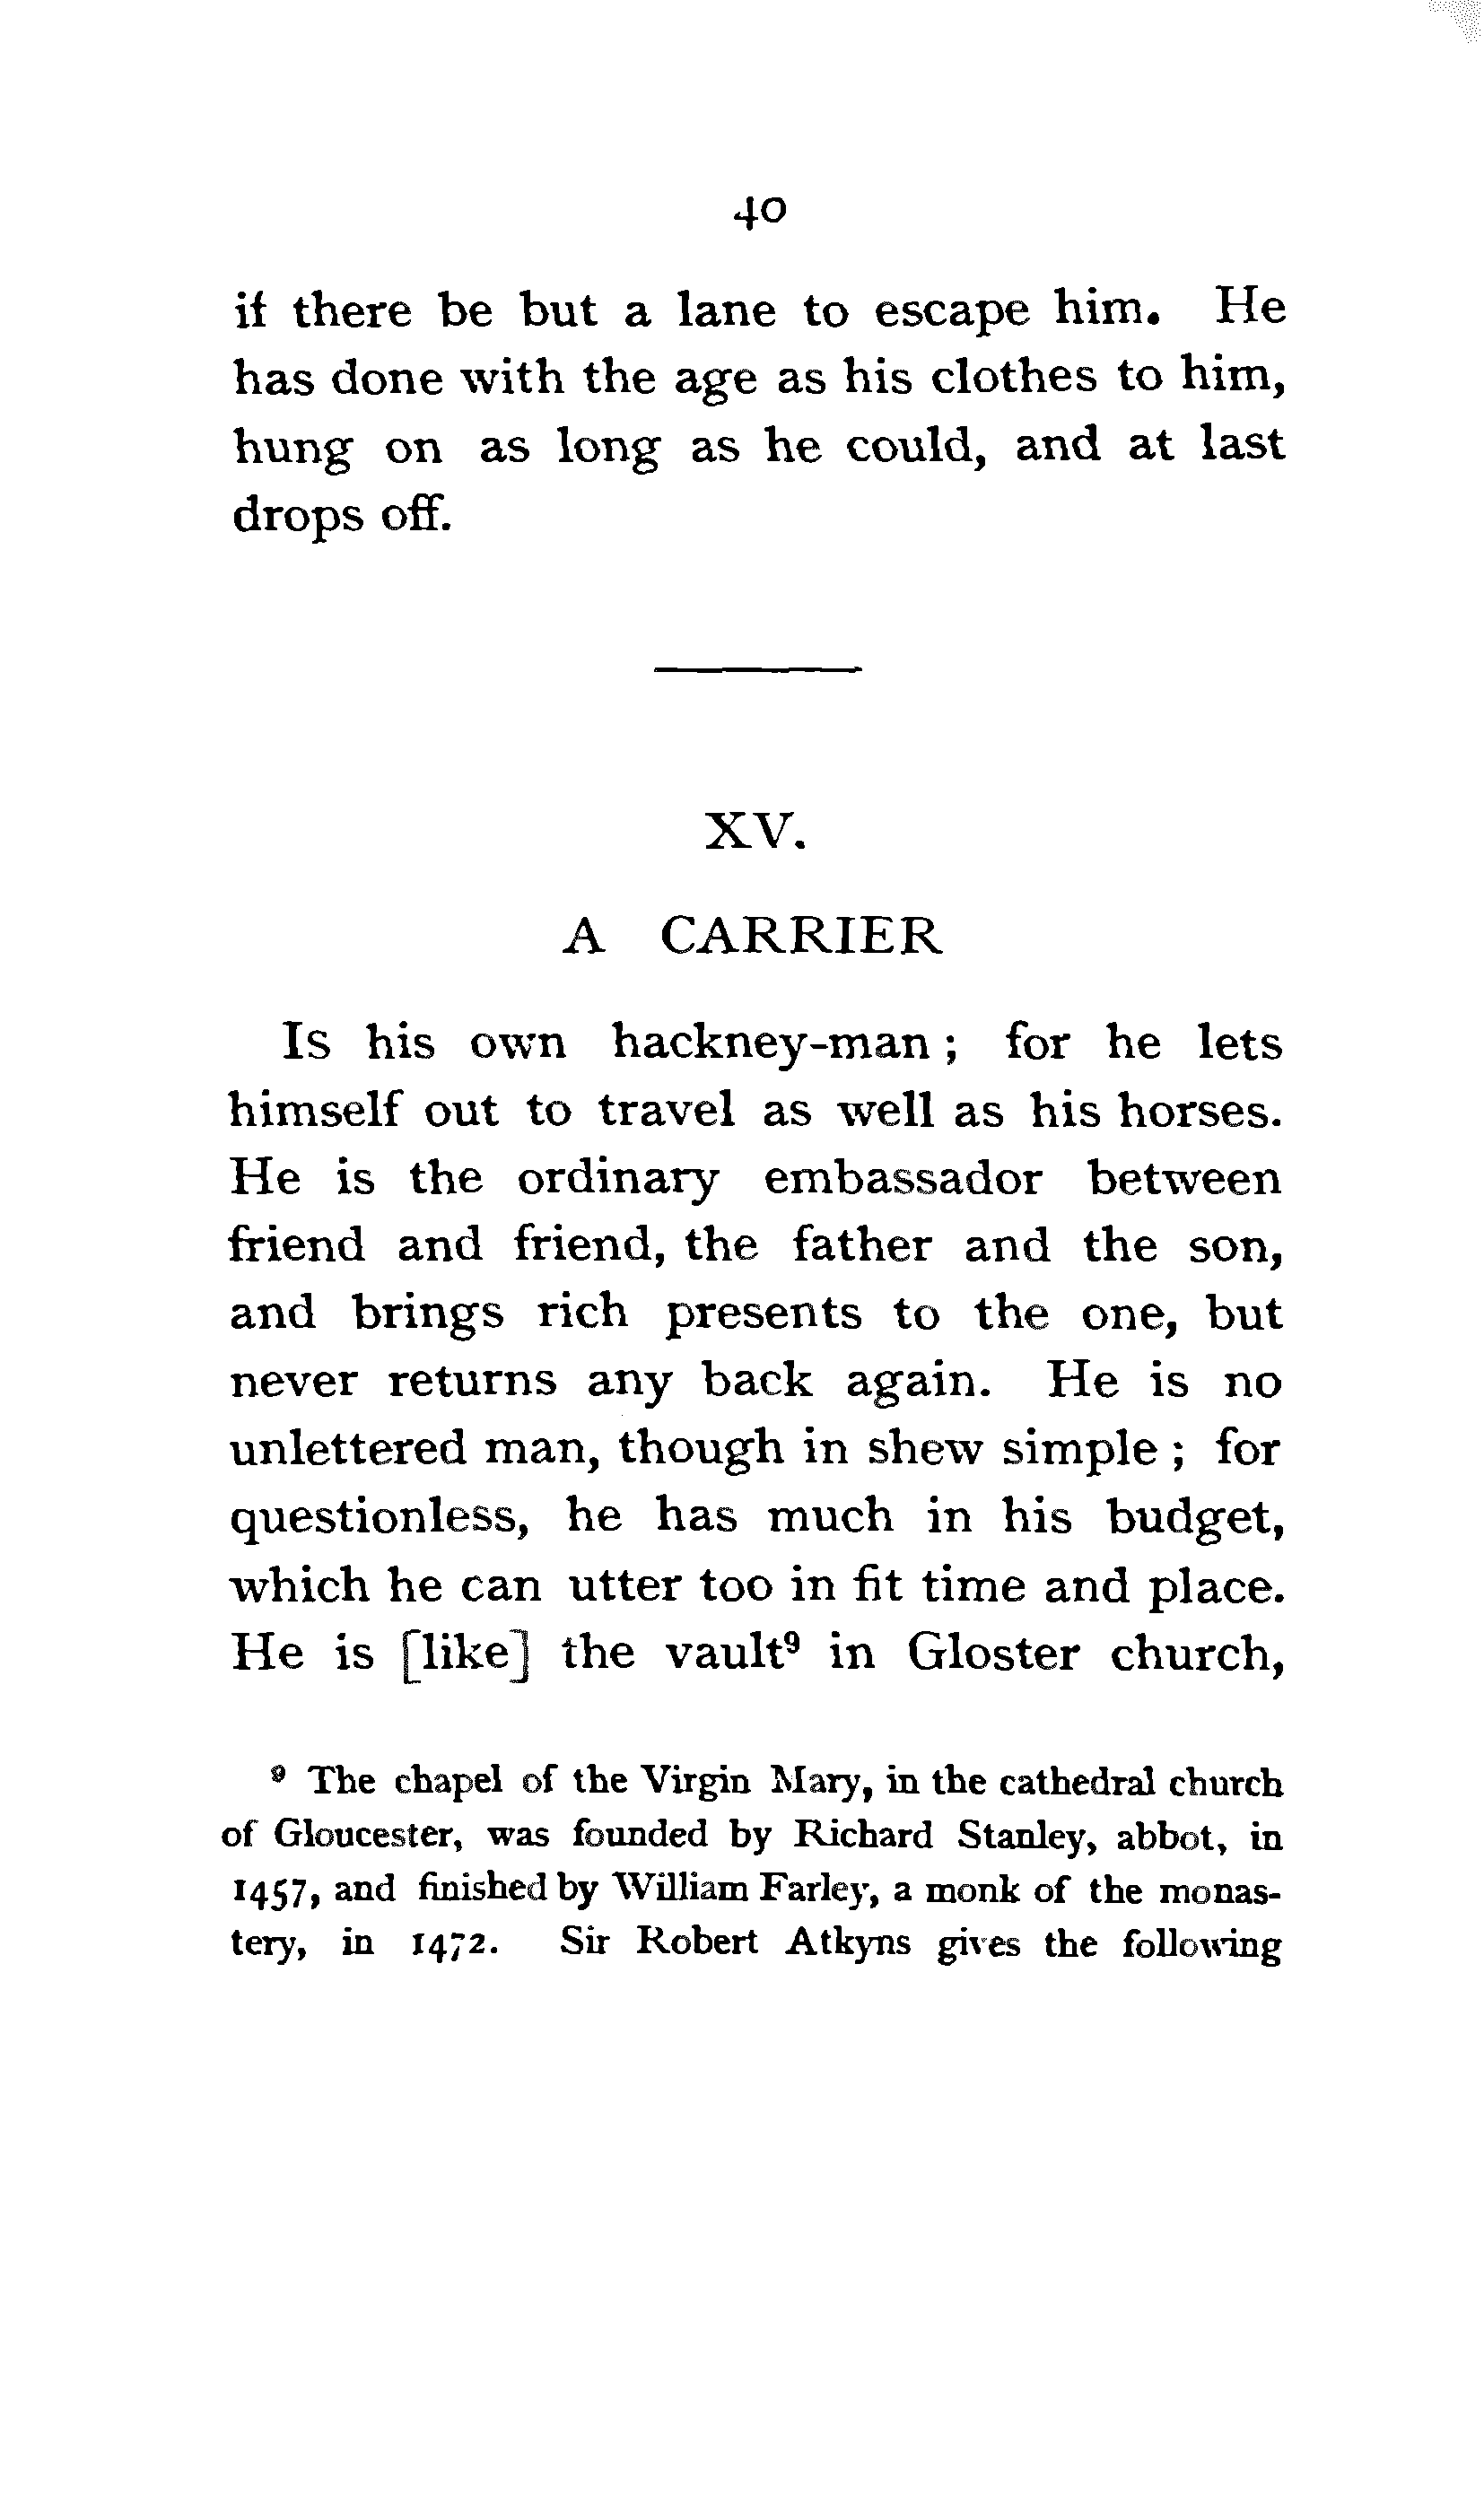 40
if there be but a lane to escape him. He
has done with the age as his clothes to him,
hung on as long as he could, and at last
drops off.
XV.
A CARRIER
Is his own hackney-man ; for he lets
himself out to travel as well as his horses.
He is the ordinary embassador between
friend and friend, the father and the son,
and brings rich presents to the one, but
never returns any back again. He is no
unlettered man, though in shew simple ; for
questionless, he has much in his budget,
which he can utter too in fit time and place.
He is [like] the vault⁹ in Gloster church,
⁹ The chapel of the Virgin Mary, in the cathedral church
of Gloucester, was founded by Richard Stanley, abbot, in
1457, and finished by William Farley, a monk of the monas-
tery, in 1472. Sir Robert Atkyns gives the following